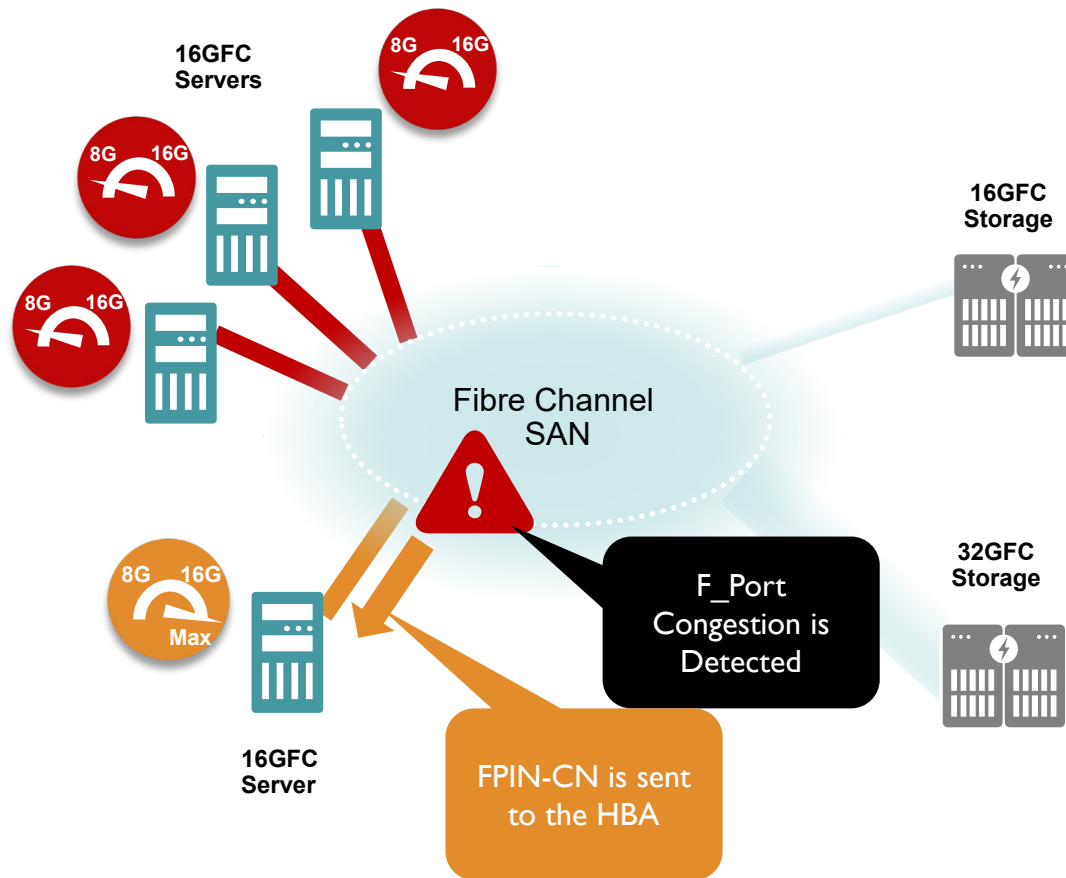 16GFC
Servers
8G 16G
8G 16G
8G 16G
16GFC
Storage
Fibre Channel
SAN
8G 16G
Max
F_Port
Congestion is
Detected
32GFC
Storage
16GFC
Server
FPIN-CN is sent
to the HBA